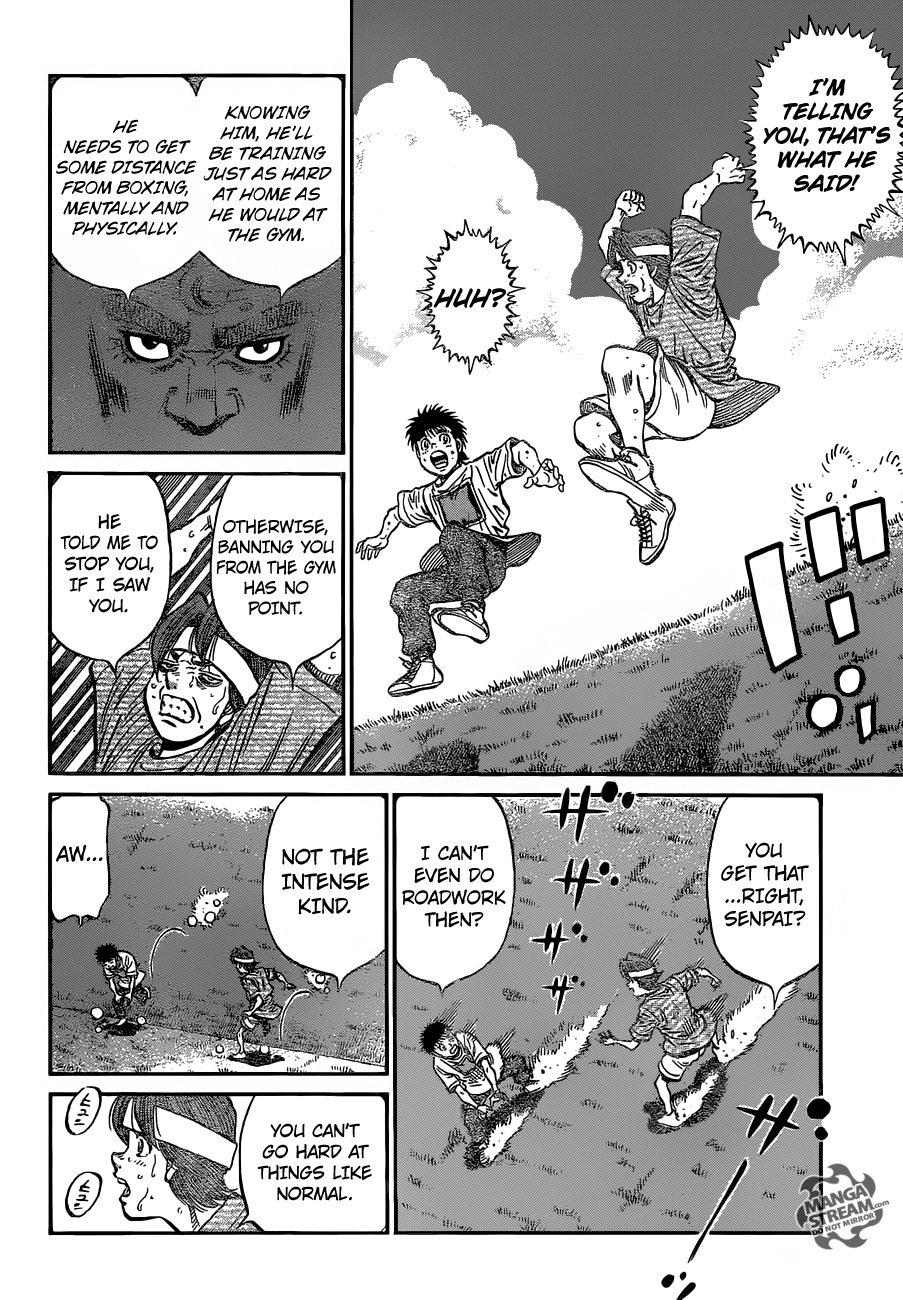 I'M
TELLING
YOU, THAT'S
WHAT HE
SAID!
HUH?
KNOWING
HIM, HE'LL
BE TRAINING
JUST AS HARD
AT HOME AS
HE WOULD AT
THE GYM.
HE
NEEDS TO GET
SOME DISTANCE
FROM BOXING,
MENTALLY AND
PHYSICALLY.
OTHERWISE,
BANNING YOU
FROM THE GYM
HAS NO
POINT.
HE
TOLD ME TO
STOP YOU,
IF I SAW
YOU.
YOU
GET THAT
...RIGHT,
SENPAI?
I CAN'T
EVEN DO
ROADWORK
THEN?
NOT THE
INTENSE
KIND.
AW...
YOU CAN'T
GO HARD AT
THINGS LIKE
NORMAL.
MANGA
STREAM.com
DO NOT MIRROR